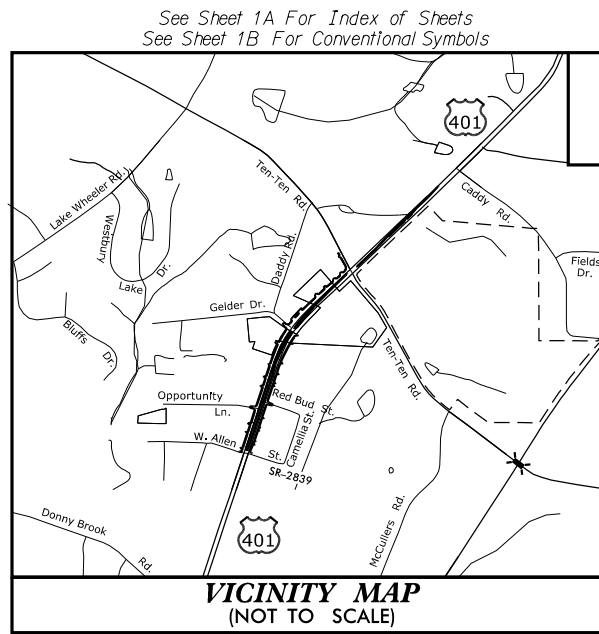 See Sheet 1A For Index of Sheets
See Sheet 1B For Conventional Symbols
401
Ten-Ten Rd.
Lake Wheeler Rd.
Caddy Rd.
Westbury
Lake Dr.
Daddy Rd.
Fields
Dr.
Gelder Dr.
Bluffs Dr.
Ten-Ten Rd.
Opportunity
Ln.
Red Bud St.
Camellia St.
W. Allen St.
SR-2839
McCullers Rd.
Donny Brook Rd.
401
VICINITY MAP
(NOT TO SCALE)